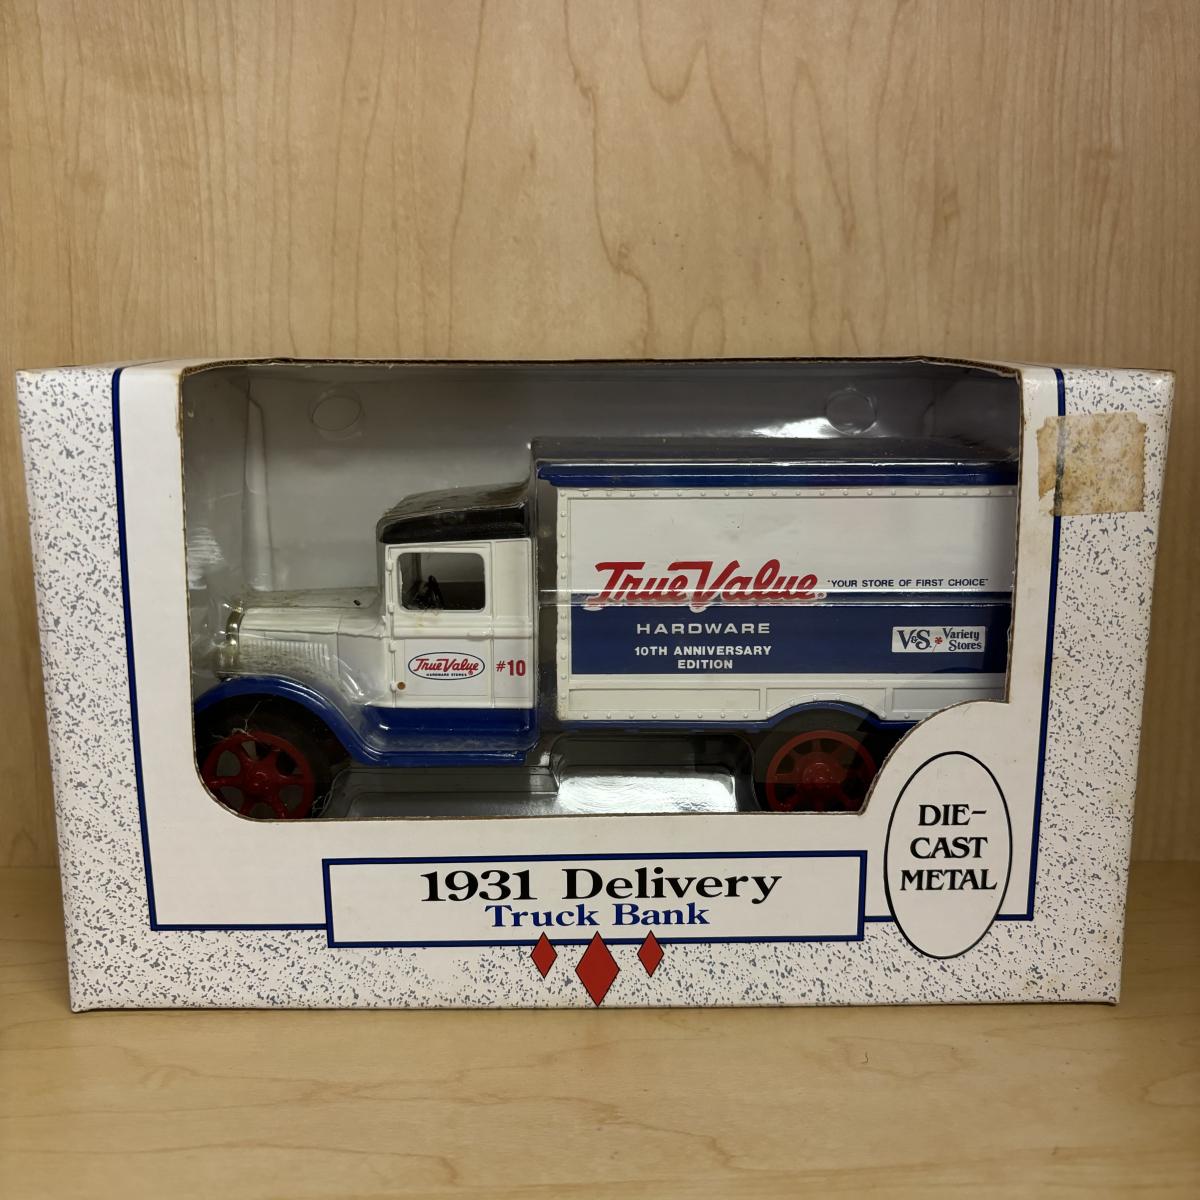 True Value "YOUR STORE OF FIRST CHOICE"
HARDWARE
10TH ANNIVERSARY
EDITION
V&S Variety
Stores
True Value
HARDWARE STORES
#10
DIE-
CAST
METAL
1931 Delivery
Truck Bank